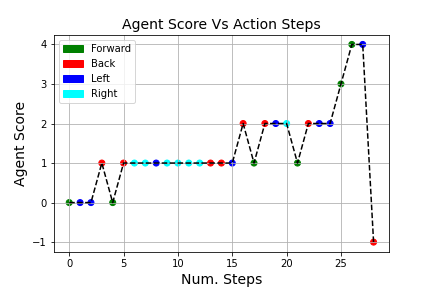 Agent Score Vs Action Steps
4
3
2
1
0
−1
Agent Score
Forward
Back
Left
Right
0 5 10 15 20 25
Num. Steps